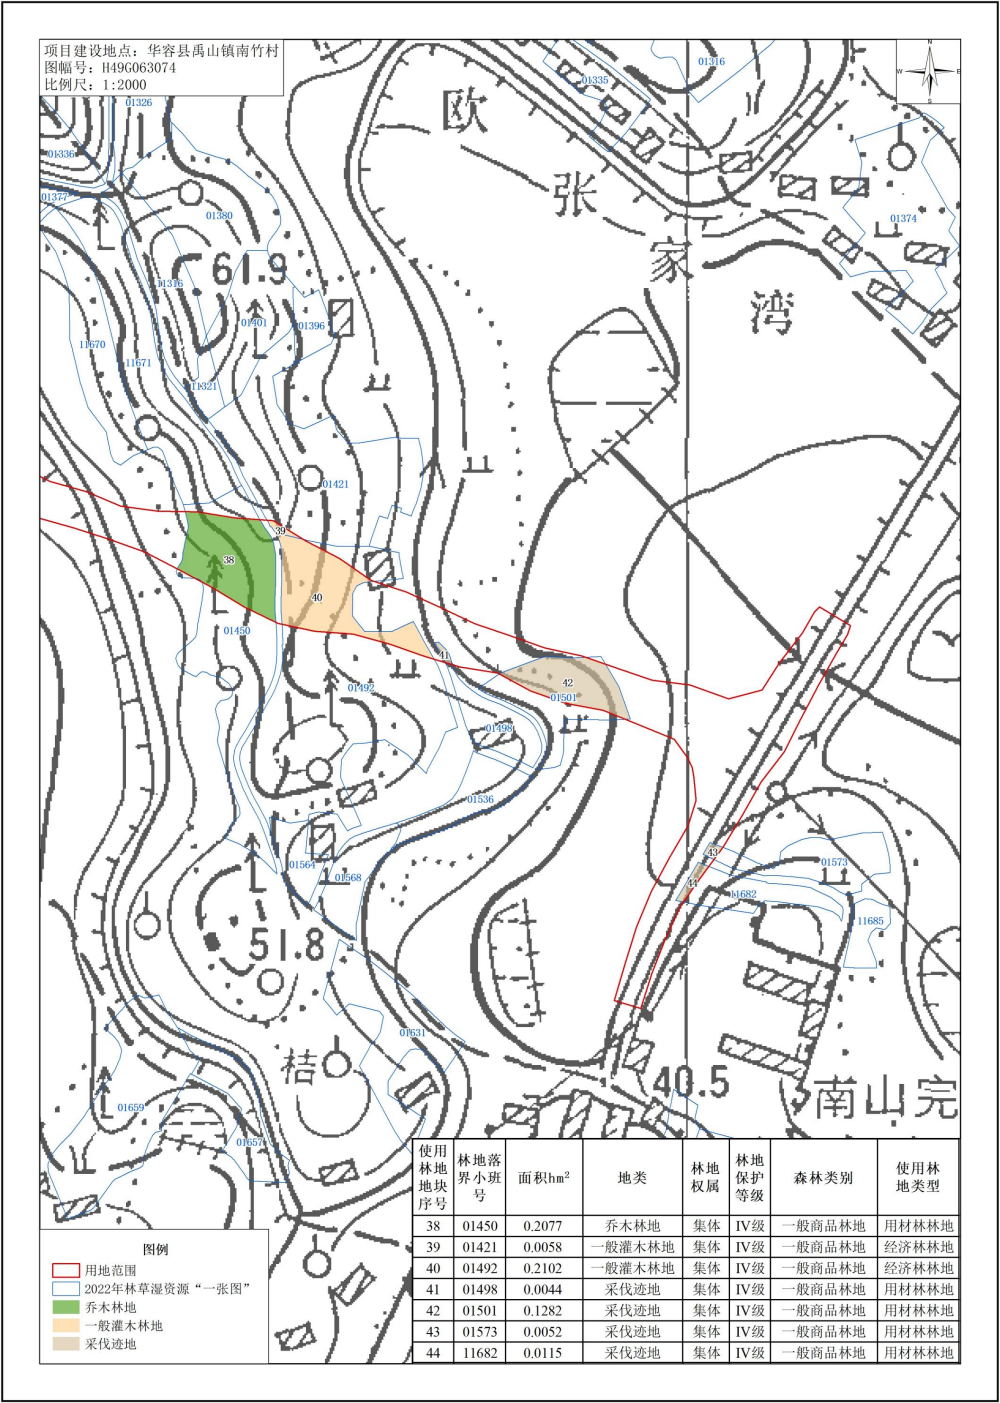 项目建设地点：华容县禹山镇南竹村
图幅号：H49G063074
比例尺：1:2000
N
W
E
S
01316
01335
01326
01336
01377
01380
01374
欧
张
家
湾
61.9
11316
01401
01396
11670
11671
11321
01421
39
38
40
01450
41
42
01492
01501
01498
01536
43
44
01573
11682
11685
01564
01568
51.8
01631
桔
40.5
南山完
01659
01657
使用林地地块序号 林地落界小班号 面积hm² 地类 林地权属 林地保护等级 森林类别 使用林地类型
38 01450 0.2077 乔木林地 集体 IV级 一般商品林地 用材林林地
39 01421 0.0058 一般灌木林地 集体 IV级 一般商品林地 经济林林地
40 01492 0.2102 一般灌木林地 集体 IV级 一般商品林地 经济林林地
41 01498 0.0044 采伐迹地 集体 IV级 一般商品林地 用材林林地
42 01501 0.1282 采伐迹地 集体 IV级 一般商品林地 用材林林地
43 01573 0.0052 采伐迹地 集体 IV级 一般商品林地 用材林林地
44 11682 0.0115 采伐迹地 集体 IV级 一般商品林地 用材林林地
图例
用地范围
2022年林草湿资源“一张图”
乔木林地
一般灌木林地
采伐迹地